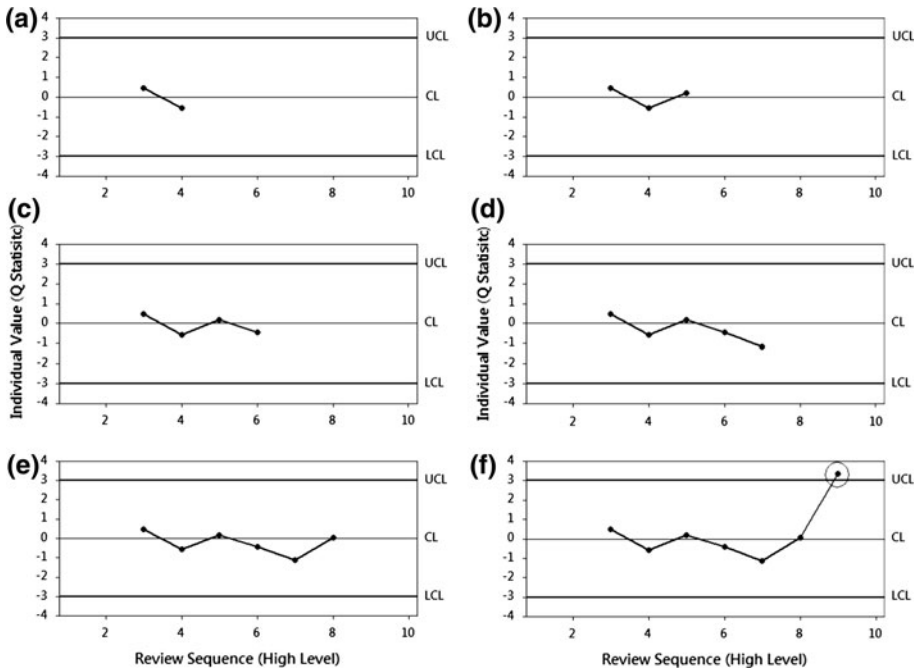 (a)
4
3
2
1
0
-1
-2
-3
-4
UCL
CL
LCL
2 4 6 8 10
(b)
4
3
2
1
0
-1
-2
-3
-4
UCL
CL
LCL
2 4 6 8 10
(c)
Individual Value (Q Statisitc)
4
3
2
1
0
-1
-2
-3
-4
UCL
CL
LCL
2 4 6 8 10
(d)
Individual Value (Q Statisitc)
4
3
2
1
0
-1
-2
-3
-4
UCL
CL
LCL
2 4 6 8 10
(e)
4
3
2
1
0
-1
-2
-3
-4
UCL
CL
LCL
2 4 6 8 10
Review Sequence (High Level)
(f)
4
3
2
1
0
-1
-2
-3
-4
UCL
CL
LCL
2 4 6 8 10
Review Sequence (High Level)